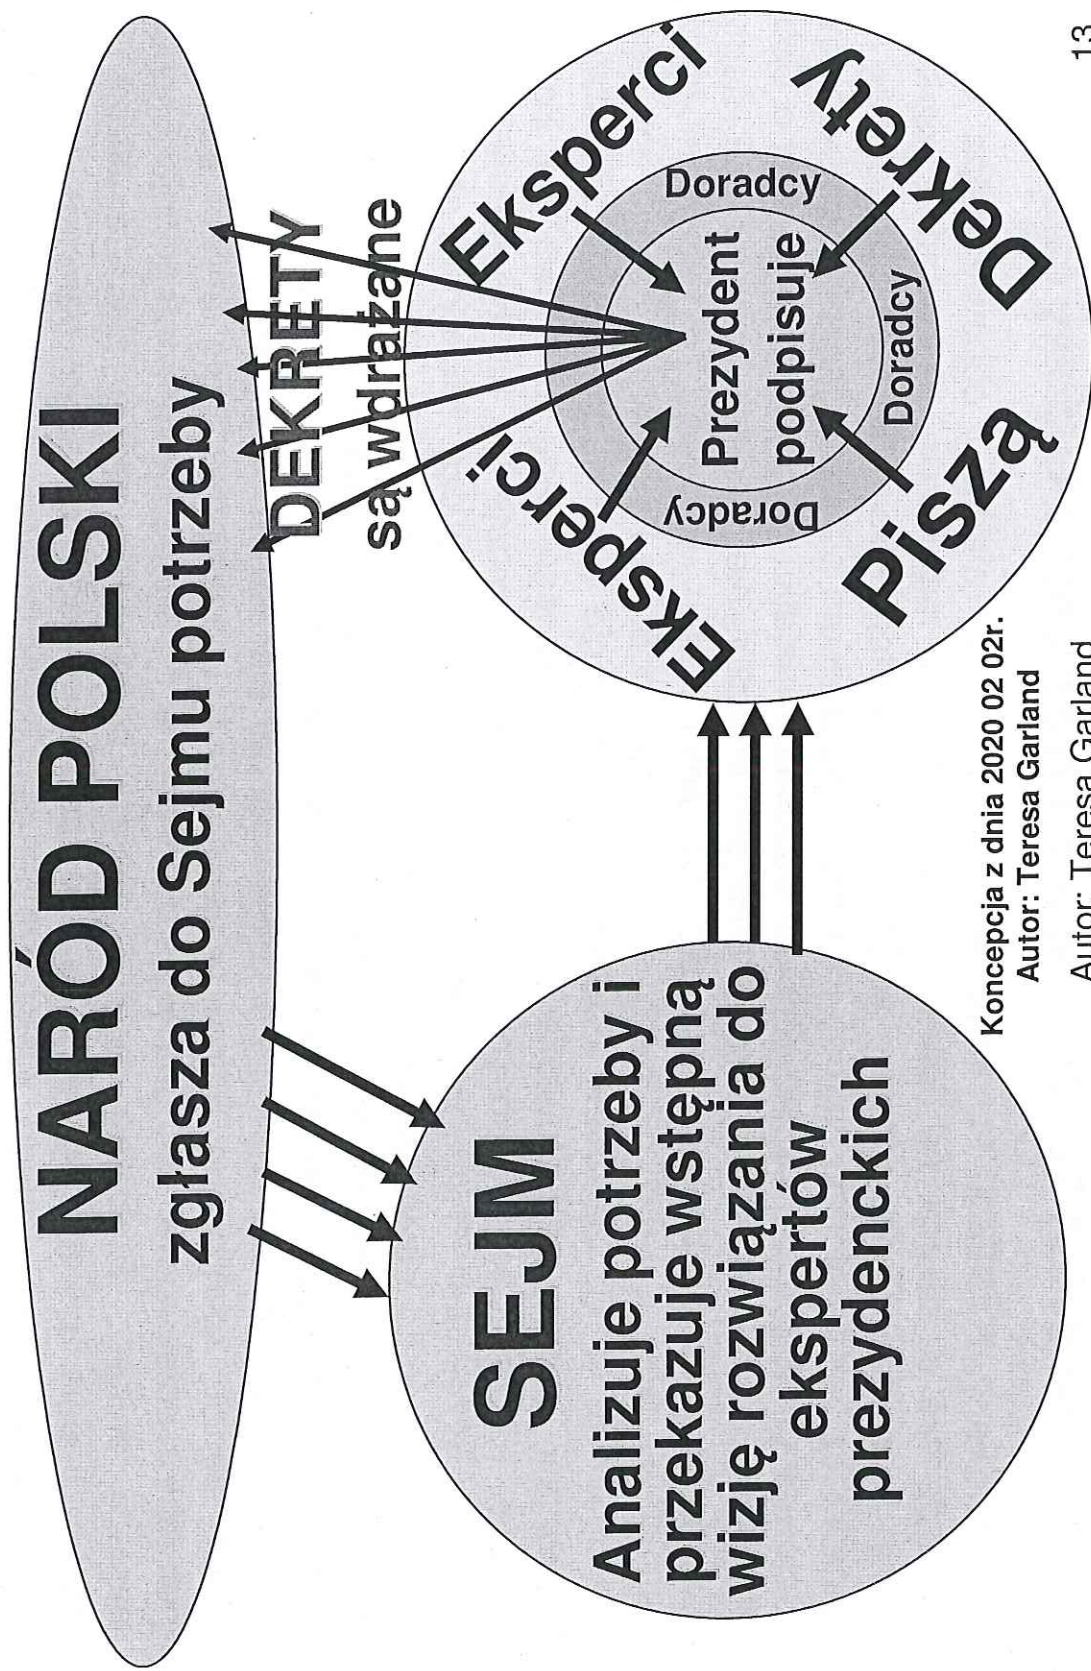 NARÓD POLSKI
zgłasza do Sejmu potrzeby
DEKRETY
są wdrażane
SEJM
Analizuje potrzeby i
przekazuje wstępną
wizję rozwiązania do
ekspertów
prezydenckich
Eksperci
Eksperci
Piszą
Dekrety
Doradcy
Doradcy
Doradcy
Prezydent
podpisuje
Koncepcja z dnia 2020 02 02r.
Autor: Teresa Garland
Autor: Teresa Garland
13